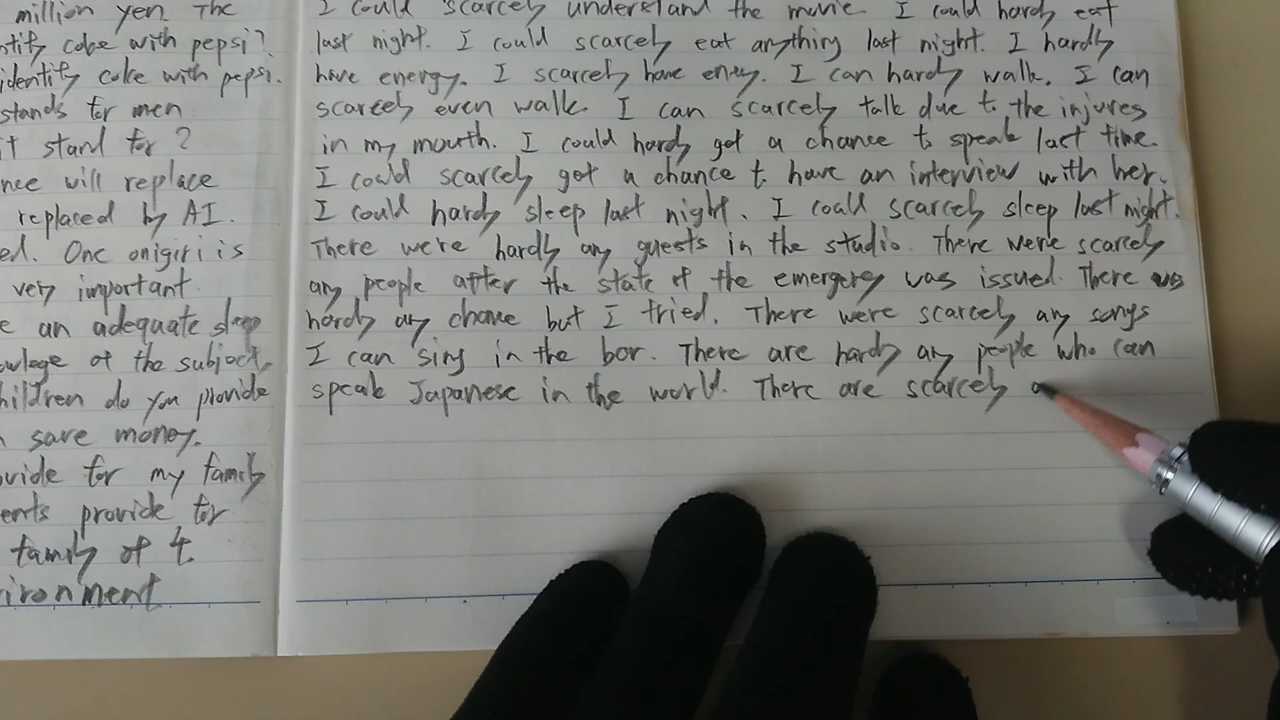 million yen. The
ntify coke with pepsi?
identify coke with pepsi.
stands for men
it stand for?
nce will replace
replaced by AI.
ed. One onigiri is
very important.
e an adequate sleep
owlege of the subject.
hildren do you provide
n save money.
ovide for my family
ents provide for
family of 4.
ironment
I could scarcely understand the movie. I could hardly eat
last night. I could scarcely eat anything last night. I hardly
have energy. I scarcely have enery. I can hardly walk. I can
scarcely even walk. I can scarcely talk due to the injures
in my mouth. I could hardly get a chance to speak last time.
I could scarcely get a chance to have an interview with her.
I could hardly sleep last night. I could scarcely sleep last night.
There were hardly any guests in the studio. There were scarcely
any people after the state of the emergency was issued. There was
hardly any chance but I tried. There were scarcely any songs
I can sing in the bar. There are hardly any people who can
speak Japanese in the world. There are scarcely a